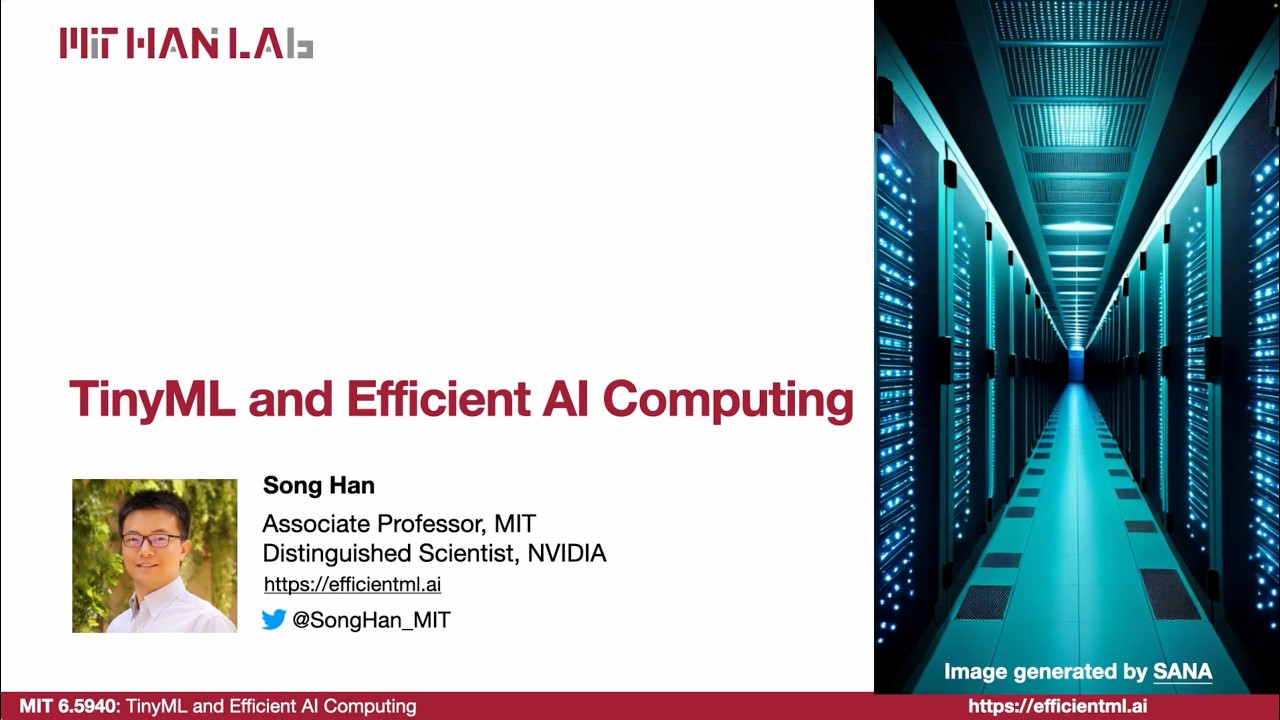 MIT HAN LAB
TinyML and Efficient AI Computing
Song Han
Associate Professor, MIT
Distinguished Scientist, NVIDIA
https://efficientml.ai
@SongHan_MIT
Image generated by SANA
MIT 6.5940: TinyML and Efficient AI Computing
https://efficientml.ai